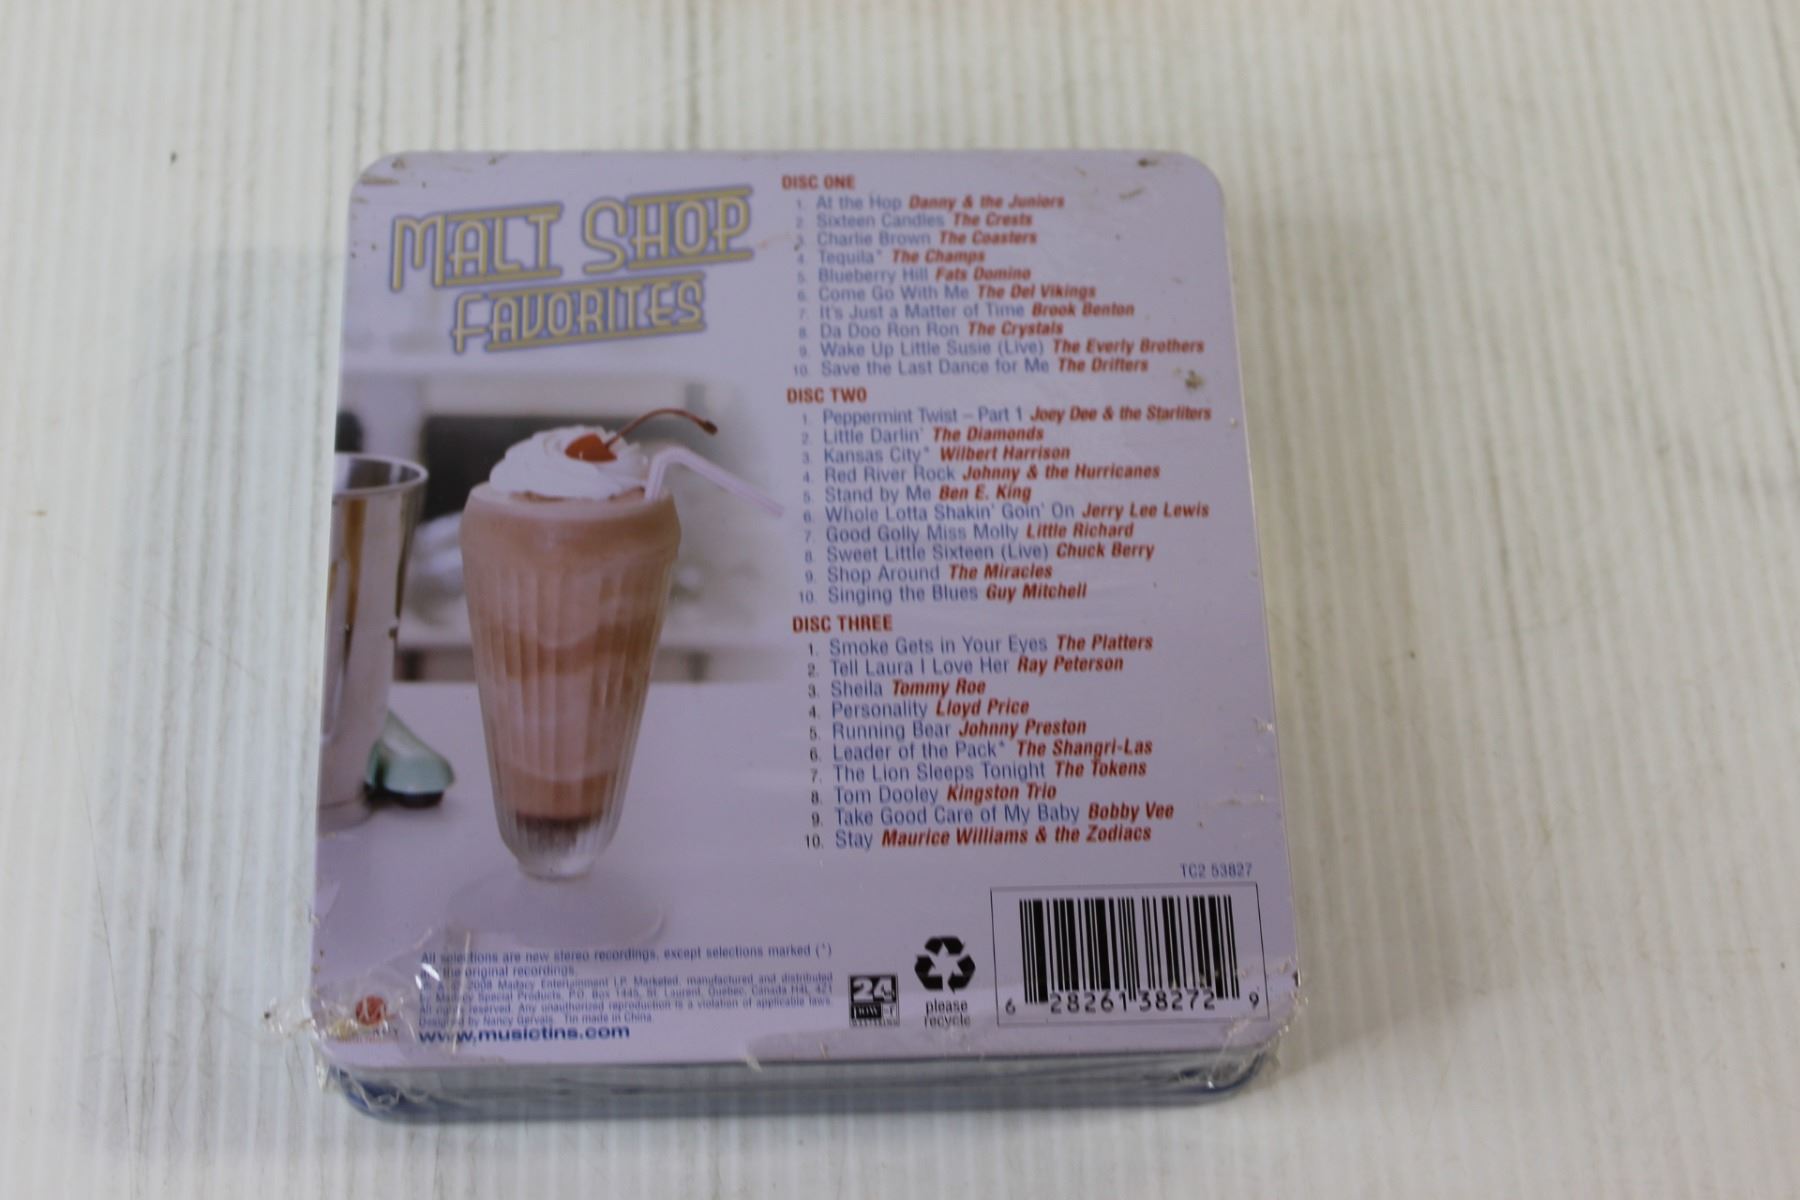 MALT SHOP
FAVORITES
DISC ONE
1. At the Hop Danny & the Juniors
2. Sixteen Candles The Crests
3. Charlie Brown The Coasters
4. Tequila* The Champs
5. Blueberry Hill Fats Domino
6. Come Go With Me The Del Vikings
7. It's Just a Matter of Time Brook Benton
8. Da Doo Ron Ron The Crystals
9. Wake Up Little Susie (Live) The Everly Brothers
10. Save the Last Dance for Me The Drifters
DISC TWO
1. Peppermint Twist – Part 1 Joey Dee & the Starliters
2. Little Darlin' The Diamonds
3. Kansas City* Wilbert Harrison
4. Red River Rock Johnny & the Hurricanes
5. Stand by Me Ben E. King
6. Whole Lotta Shakin' Goin' On Jerry Lee Lewis
7. Good Golly Miss Molly Little Richard
8. Sweet Little Sixteen (Live) Chuck Berry
9. Shop Around The Miracles
10. Singing the Blues Guy Mitchell
DISC THREE
1. Smoke Gets in Your Eyes The Platters
2. Tell Laura I Love Her Ray Peterson
3. Sheila Tommy Roe
4. Personality Lloyd Price
5. Running Bear Johnny Preston
6. Leader of the Pack* The Shangri-Las
7. The Lion Sleeps Tonight The Tokens
8. Tom Dooley Kingston Trio
9. Take Good Care of My Baby Bobby Vee
10. Stay Maurice Williams & the Zodiacs
TC2 53827
All selections are new stereo recordings, except selections marked (*)
original recordings.
2008 Madacy Entertainment LP. Marketed, manufactured and distributed
by Madacy Special Products, P.O. Box 1445, St. Laurent, Quebec, Canada H4L 4Z1
All rights reserved. Any unauthorized reproduction is a violation of applicable laws.
Designed by Nancy Gervais. Tin made in China.
www.musictins.com
24
please
recycle
6 28261 38272 9